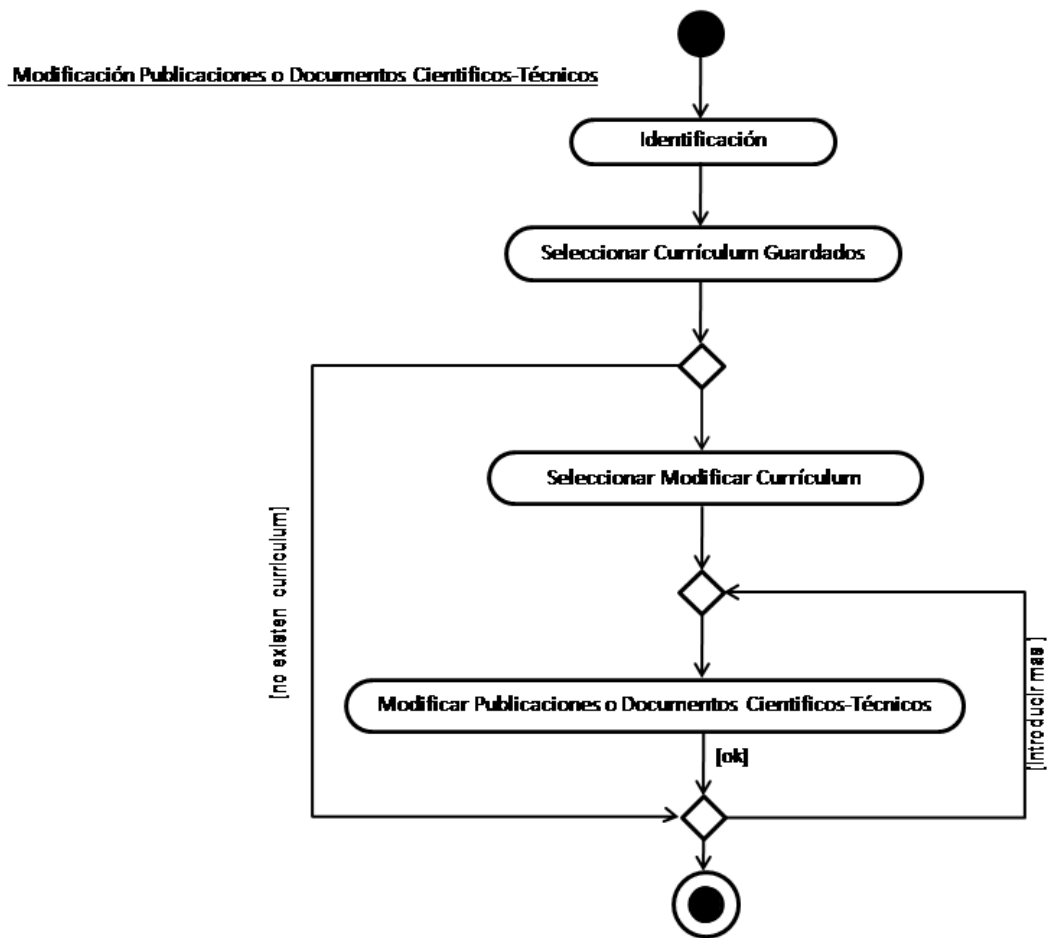 Modificación Publicaciones o Documentos Cientificos-Técnicos
Identificación
Seleccionar Currículum Guardados
Seleccionar Modificar Currículum
[no existen curriculum]
Modificar Publicaciones o Documentos Cientificos-Técnicos
[Introducir mas ]
[ok]